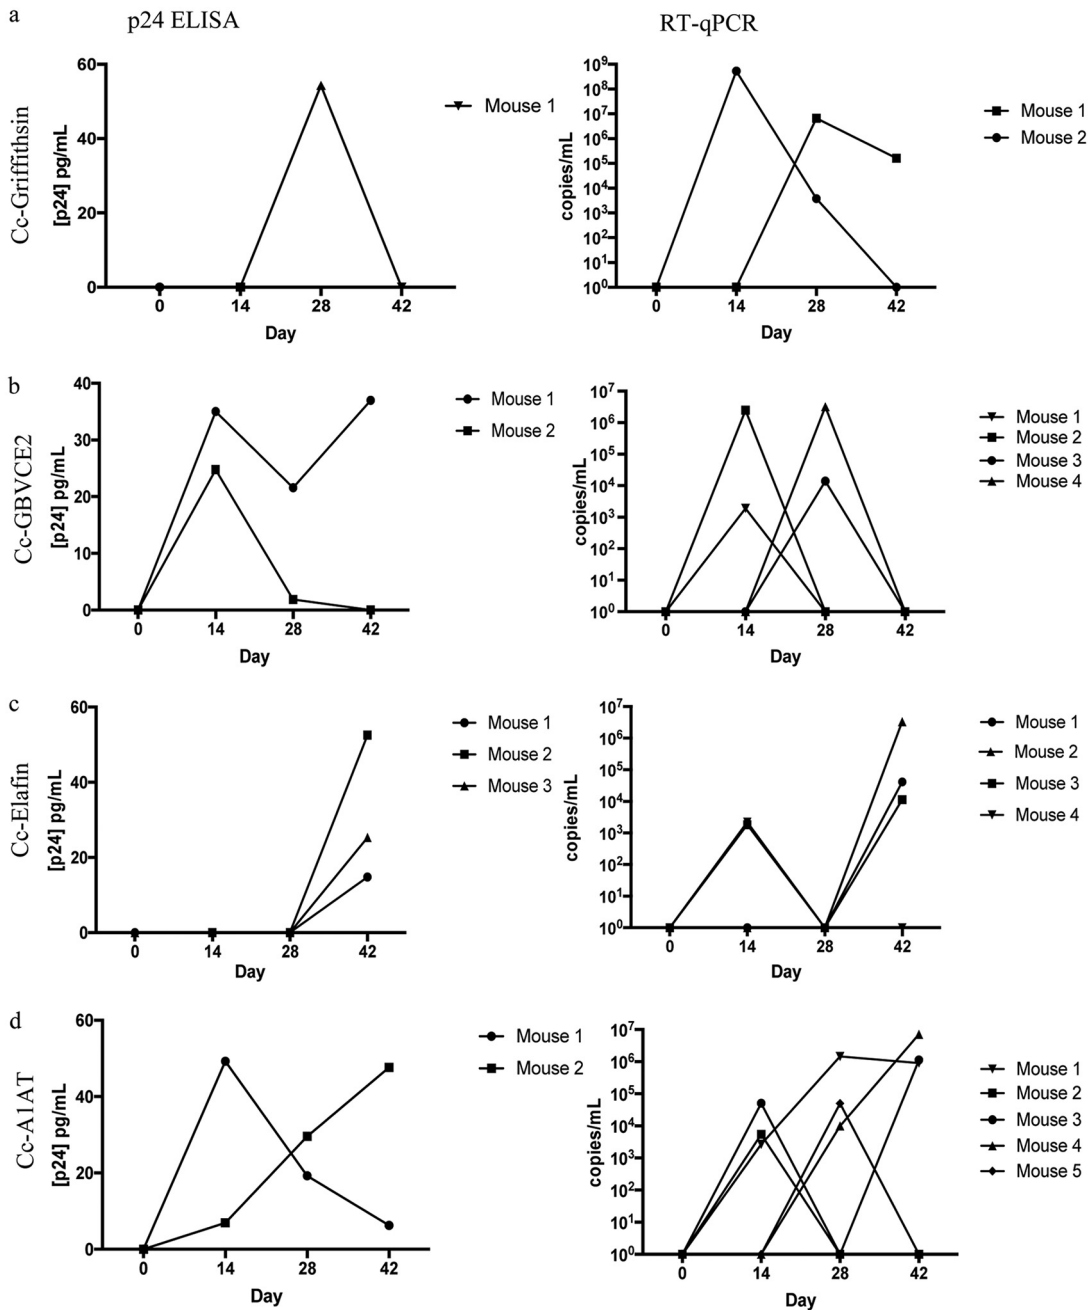 a
p24 ELISA
RT-qPCR
Cc-Griffithsin
[p24] pg/mL
60
40
20
0
0 14 28 42
Day
Mouse 1
copies/mL
10⁹
10⁸
10⁷
10⁶
10⁵
10⁴
10³
10²
10¹
10⁰
0 14 28 42
Day
Mouse 1
Mouse 2
b
Cc-GBVCE2
[p24] pg/mL
40
30
20
10
0
0 14 28 42
Day
Mouse 1
Mouse 2
copies/mL
10⁷
10⁶
10⁵
10⁴
10³
10²
10¹
10⁰
0 14 28 42
Day
Mouse 1
Mouse 2
Mouse 3
Mouse 4
c
Cc-Elafin
[p24] pg/mL
60
40
20
0
0 14 28 42
Day
Mouse 1
Mouse 2
Mouse 3
copies/mL
10⁷
10⁶
10⁵
10⁴
10³
10²
10¹
10⁰
0 14 28 42
Day
Mouse 1
Mouse 2
Mouse 3
Mouse 4
d
Cc-A1AT
[p24] pg/mL
60
40
20
0
0 14 28 42
Day
Mouse 1
Mouse 2
copies/mL
10⁷
10⁶
10⁵
10⁴
10³
10²
10¹
10⁰
0 14 28 42
Day
Mouse 1
Mouse 2
Mouse 3
Mouse 4
Mouse 5